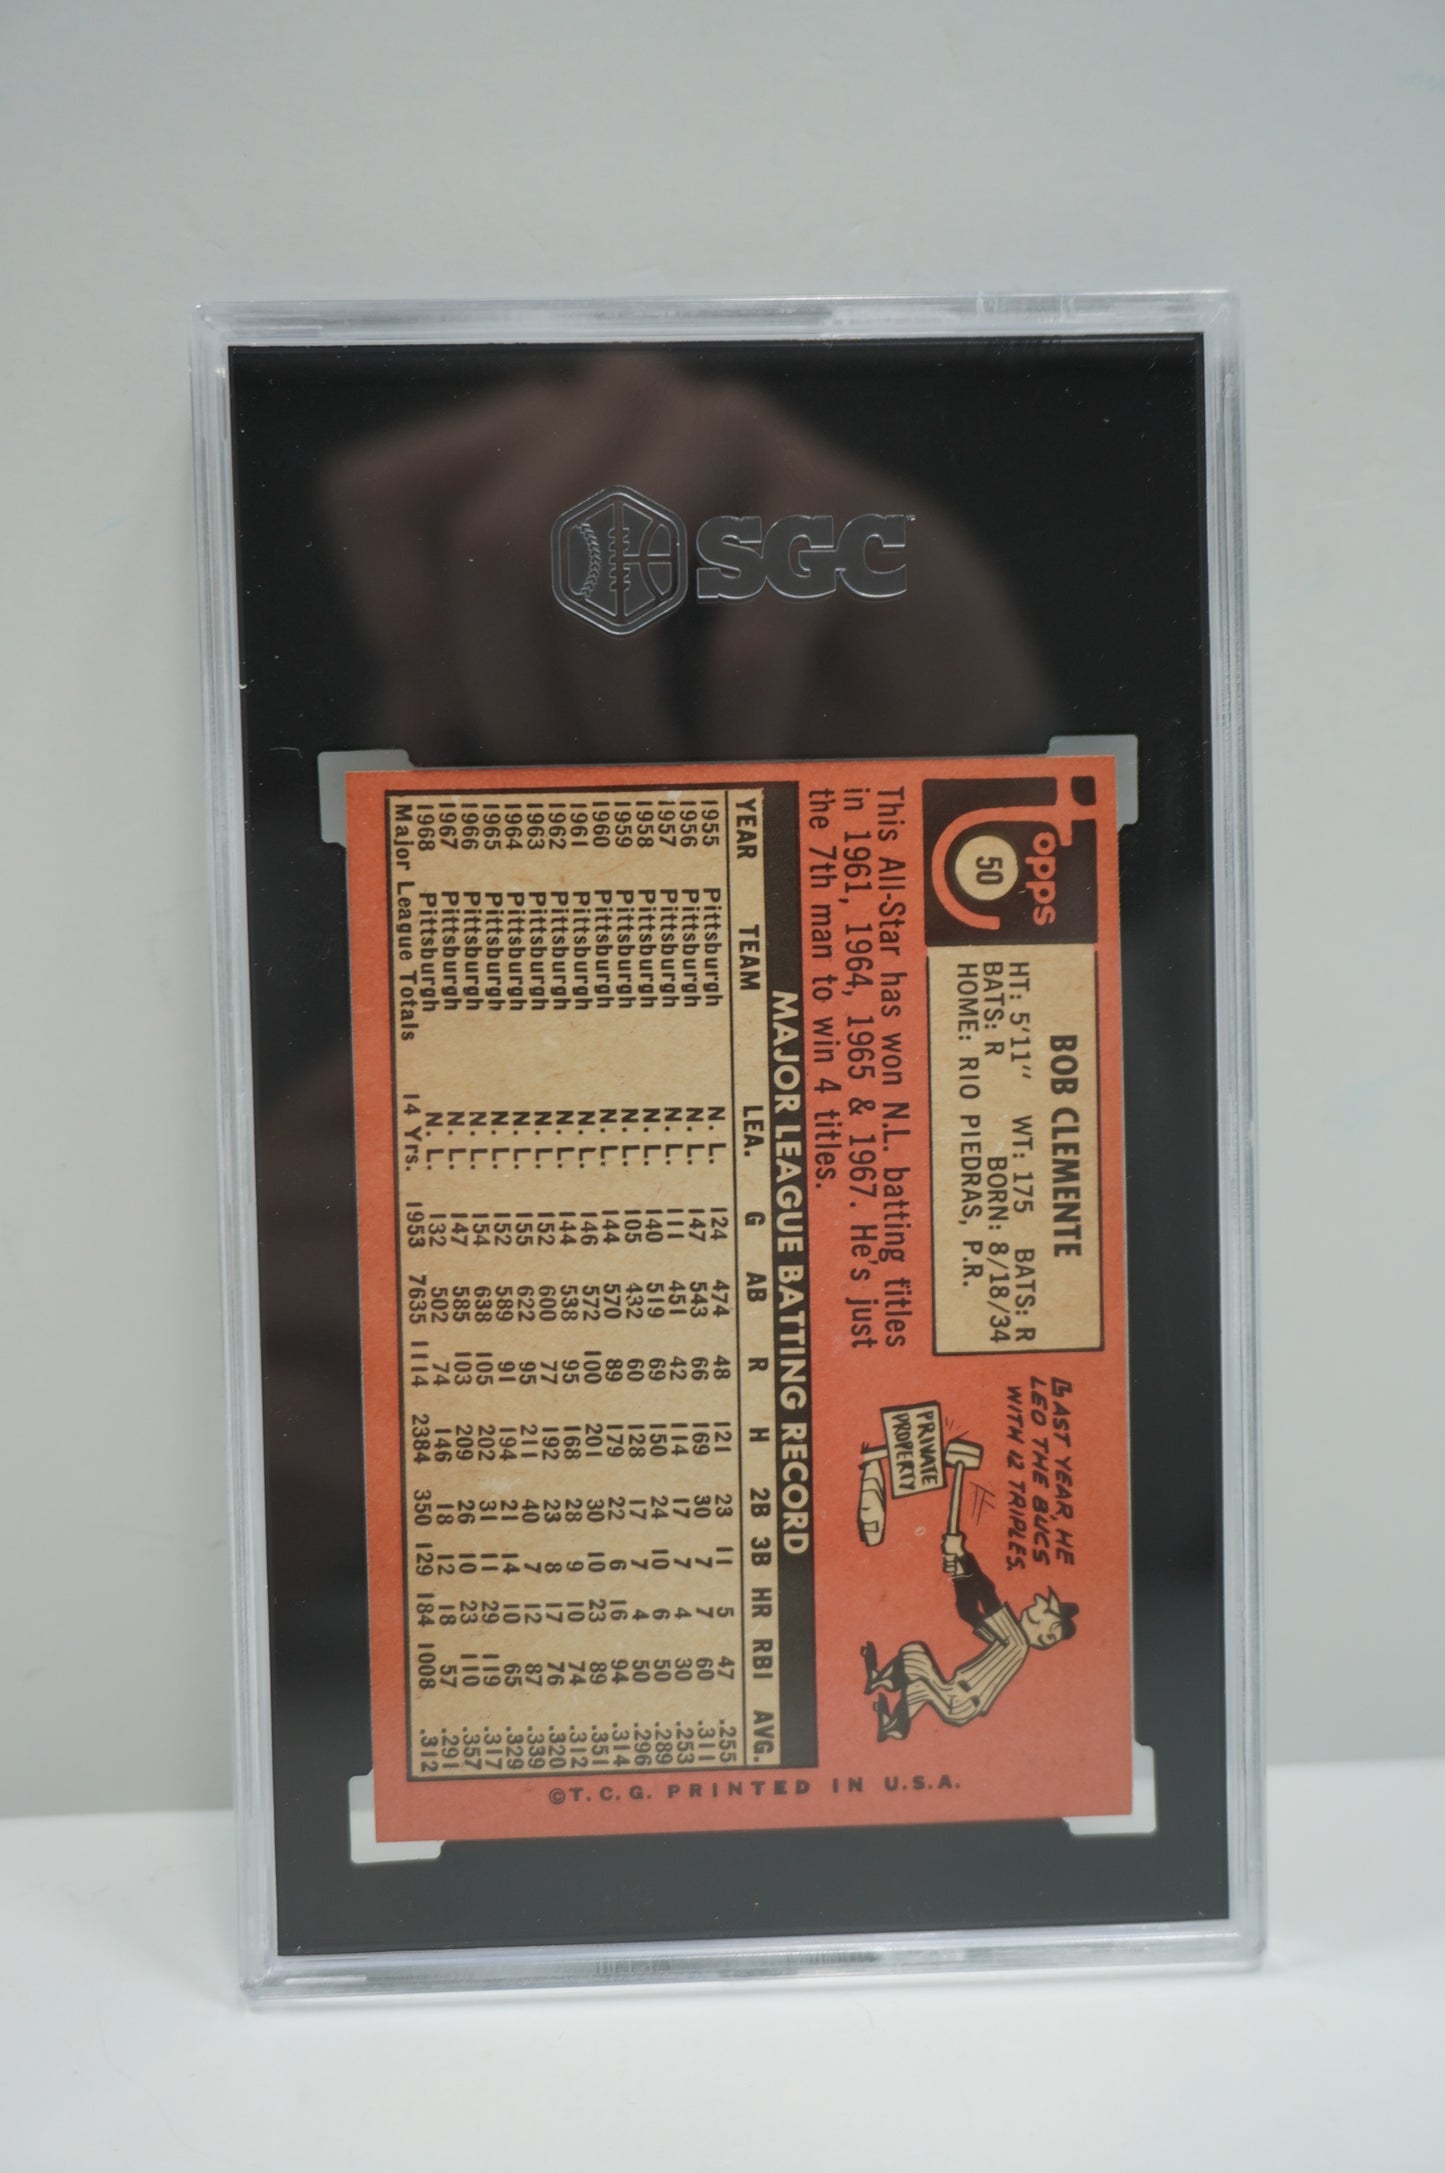 SGC
Topps
50
BOB CLEMENTE
HT: 5'11" WT: 175 BATS: R
BATS: R BORN: 8/18/34
HOME: RIO PIEDRAS, P.R.
LAST YEAR, HE
LED THE BUCS
WITH 12 TRIPLES.
PRIVATE
PROPERTY
This All-Star has won N.L. batting titles
in 1961, 1964, 1965 & 1967. He's just
the 7th man to win 4 titles.
MAJOR LEAGUE BATTING RECORD
YEAR TEAM LEA. G AB R H 2B 3B HR RBI AVG.
1955 Pittsburgh N. L. 124 474 48 121 23 11 5 47 .255
1956 Pittsburgh N. L. 147 543 66 169 30 7 7 60 .311
1957 Pittsburgh N. L. 111 451 42 114 17 7 4 30 .253
1958 Pittsburgh N. L. 140 519 69 150 24 10 6 50 .289
1959 Pittsburgh N. L. 105 432 60 128 17 7 4 50 .296
1960 Pittsburgh N. L. 144 570 89 179 22 6 16 94 .314
1961 Pittsburgh N. L. 146 572 100 201 30 10 23 89 .351
1962 Pittsburgh N. L. 144 538 95 168 28 9 10 74 .312
1963 Pittsburgh N. L. 152 600 77 192 23 8 17 76 .320
1964 Pittsburgh N. L. 155 622 95 211 40 7 12 87 .339
1965 Pittsburgh N. L. 152 589 91 194 21 14 10 65 .329
1966 Pittsburgh N. L. 154 638 105 202 31 11 29 119 .317
1967 Pittsburgh N. L. 147 585 103 209 26 10 23 110 .357
1968 Pittsburgh N. L. 132 502 74 146 18 12 18 57 .291
Major League Totals 14 Yrs. 1953 7635 1114 2384 350 129 184 1008 .312
©T. C. G. PRINTED IN U.S.A.